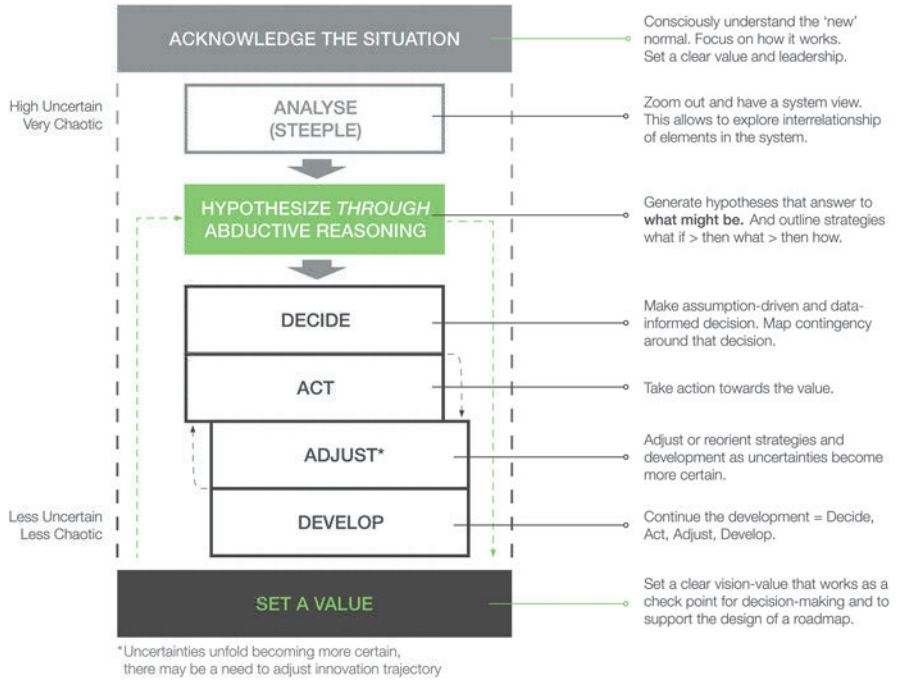 ACKNOWLEDGE THE SITUATION
Consciously understand the ‘new’
normal. Focus on how it works.
Set a clear value and leadership.
High Uncertain
Very Chaotic
ANALYSE
(STEEPLE)
Zoom out and have a system view.
This allows to explore interrelationship
of elements in the system.
HYPOTHESIZE THROUGH
ABDUCTIVE REASONING
Generate hypotheses that answer to
what might be. And outline strategies
what if > then what > then how.
DECIDE
Make assumption-driven and data-
informed decision. Map contingency
around that decision.
ACT
Take action towards the value.
ADJUST*
Adjust or reorient strategies and
development as uncertainties become
more certain.
Less Uncertain
Less Chaotic
DEVELOP
Continue the development = Decide,
Act, Adjust, Develop.
SET A VALUE
Set a clear vision-value that works as a
check point for decision-making and to
support the design of a roadmap.
*Uncertainties unfold becoming more certain,
there may be a need to adjust innovation trajectory